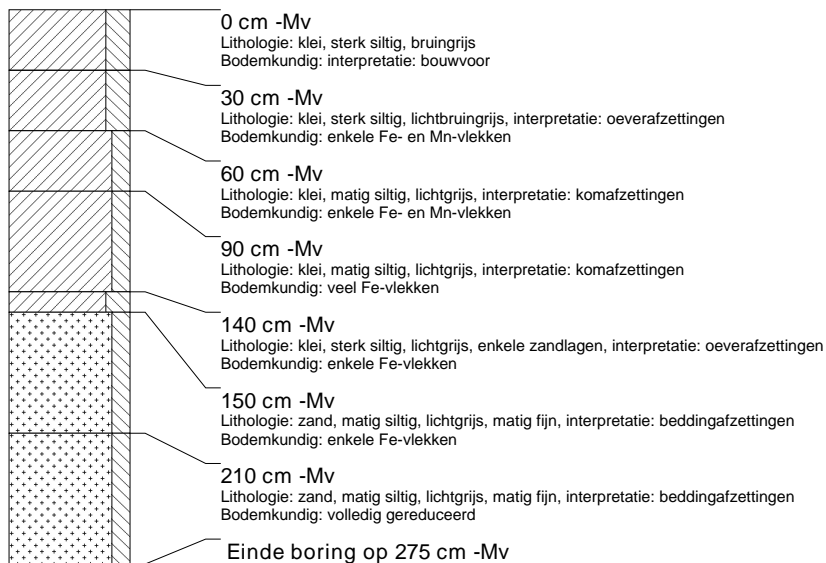 0 cm -Mv
Lithologie: klei, sterk siltig, bruingrijs
Bodemkundig: interpretatie: bouwvoor
30 cm -Mv
Lithologie: klei, sterk siltig, lichtbruingrijs, interpretatie: oeverafzettingen
Bodemkundig: enkele Fe- en Mn-vlekken
60 cm -Mv
Lithologie: klei, matig siltig, lichtgrijs, interpretatie: komafzettingen
Bodemkundig: enkele Fe- en Mn-vlekken
90 cm -Mv
Lithologie: klei, matig siltig, lichtgrijs, interpretatie: komafzettingen
Bodemkundig: veel Fe-vlekken
140 cm -Mv
Lithologie: klei, sterk siltig, lichtgrijs, enkele zandlagen, interpretatie: oeverafzettingen
Bodemkundig: enkele Fe-vlekken
150 cm -Mv
Lithologie: zand, matig siltig, lichtgrijs, matig fijn, interpretatie: beddingafzettingen
Bodemkundig: enkele Fe-vlekken
210 cm -Mv
Lithologie: zand, matig siltig, lichtgrijs, matig fijn, interpretatie: beddingafzettingen
Bodemkundig: volledig gereduceerd
Einde boring op 275 cm -Mv